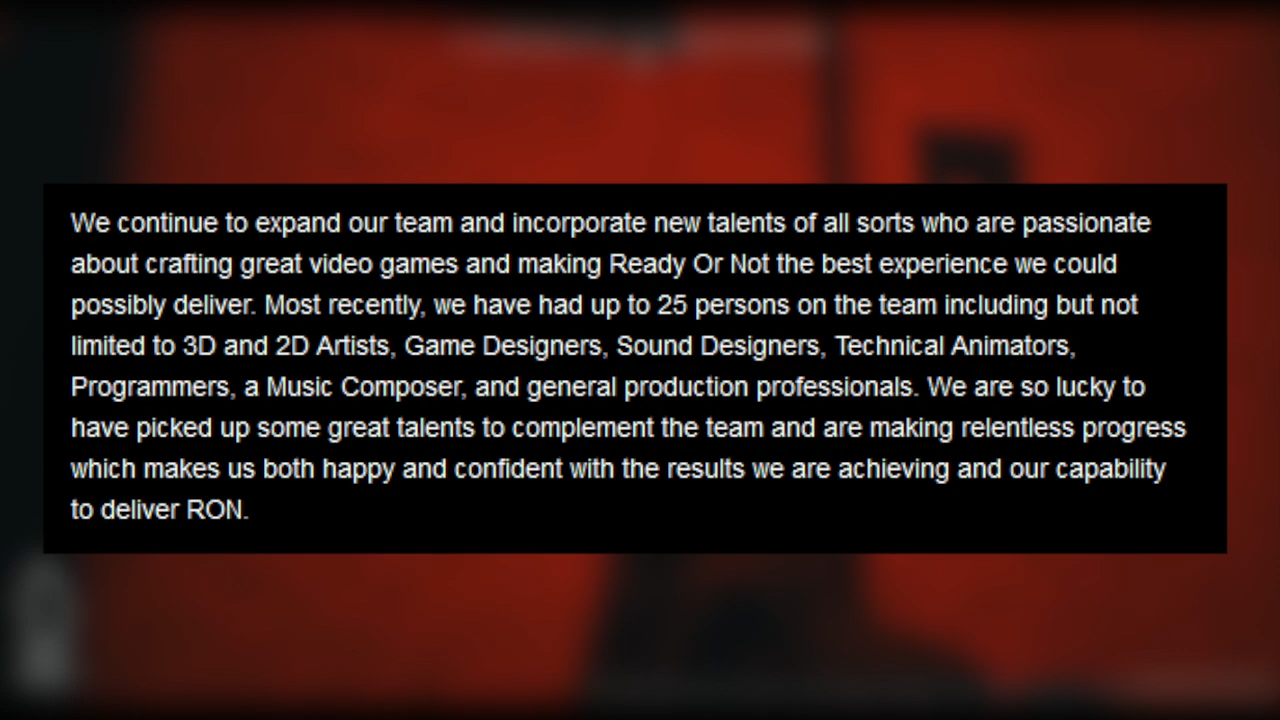 We continue to expand our team and incorporate new talents of all sorts who are passionate
about crafting great video games and making Ready Or Not the best experience we could
possibly deliver. Most recently, we have had up to 25 persons on the team including but not
limited to 3D and 2D Artists, Game Designers, Sound Designers, Technical Animators,
Programmers, a Music Composer, and general production professionals. We are so lucky to
have picked up some great talents to complement the team and are making relentless progress
which makes us both happy and confident with the results we are achieving and our capability
to deliver RON.